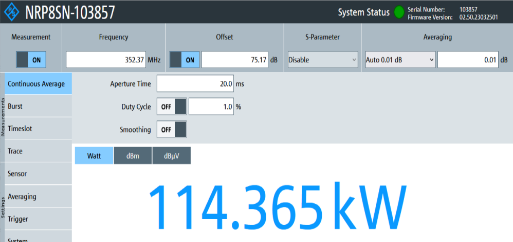 NRP8SN-103857
System Status
Serial Number: 103857
Firmware Version: 02.50.23032501
Measurement
Frequency
Offset
S-Parameter
Averaging
ON
352.37 MHz
ON
75.17 dB
Disable
Auto 0.01 dB
0.01 dB
Continuous Average
Burst
Timeslot
Trace
Sensor
Averaging
Trigger
System
Measurements
Settings
Aperture Time 20.0 ms
Duty Cycle OFF 1.0 %
Smoothing OFF
Watt dBm dBµV
114.365 kW